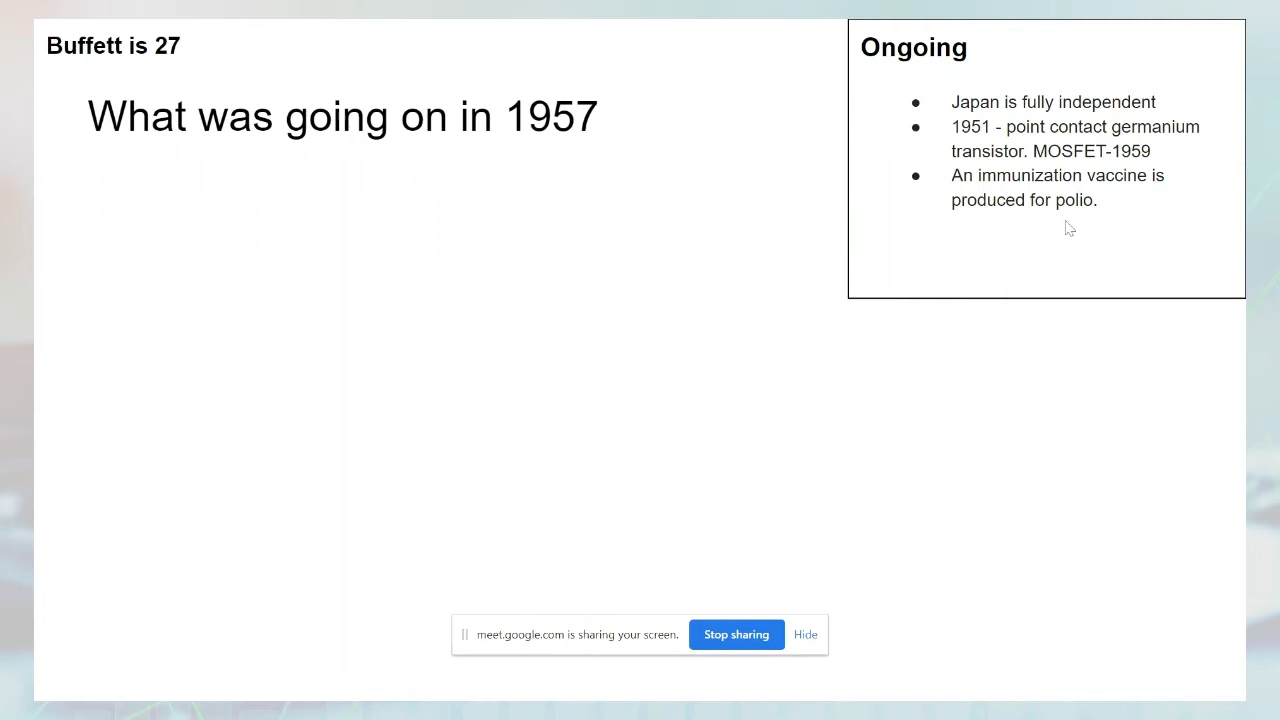 Buffett is 27
What was going on in 1957
Ongoing
● Japan is fully independent
● 1951 - point contact germanium
transistor. MOSFET-1959
● An immunization vaccine is
produced for polio.
meet.google.com is sharing your screen. Stop sharing Hide